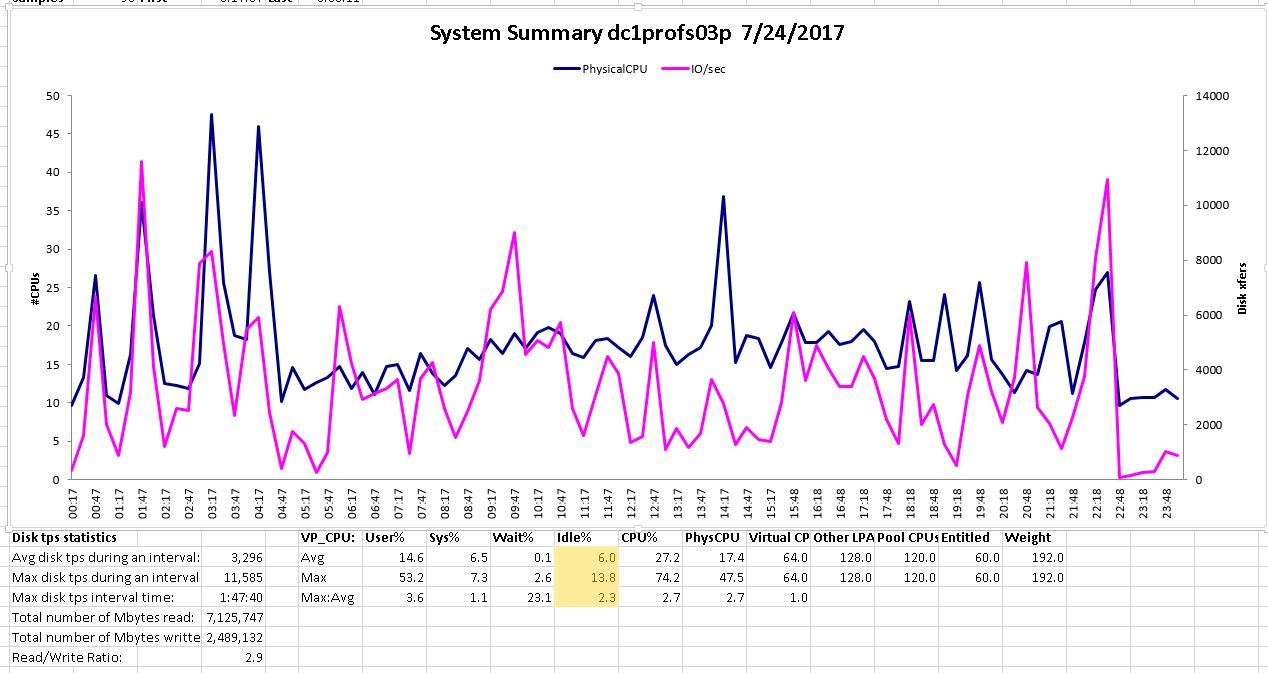 Samples 96 First 0:17:37 Last
System Summary dc1profs03p 7/24/2017
PhysicalCPU IO/sec
50
45
40
35
30
25
20
15
10
5
0
#CPUs
14000
12000
10000
8000
6000
4000
2000
0
Disk xfers
00:17 00:47 01:17 01:47 02:17 02:47 03:17 03:47 04:17 04:47 05:17 05:47 06:17 06:47 07:17 07:47 08:17 08:47 09:17 09:47 10:17 10:47 11:17 11:47 12:17 12:47 13:17 13:47 14:17 14:47 15:17 15:48 16:18 16:48 17:18 17:48 18:18 18:48 19:18 19:48 20:18 20:48 21:18 21:48 22:18 22:48 23:18 23:48
Disk tps statistics VP_CPU: User% Sys% Wait% Idle% CPU% PhysCPU Virtual CP Other LPA Pool CPUs Entitled Weight
Avg disk tps during an interval: 3,296 Avg 14.6 6.5 0.1 6.0 27.2 17.4 64.0 128.0 120.0 60.0 192.0
Max disk tps during an interval 11,585 Max 53.2 7.3 2.6 13.8 74.2 47.5 64.0 128.0 120.0 60.0 192.0
Max disk tps interval time: 1:47:40 Max:Avg 3.6 1.1 23.1 2.3 2.7 2.7 1.0
Total number of Mbytes read: 7,125,747
Total number of Mbytes writte 2,489,132
Read/Write Ratio: 2.9